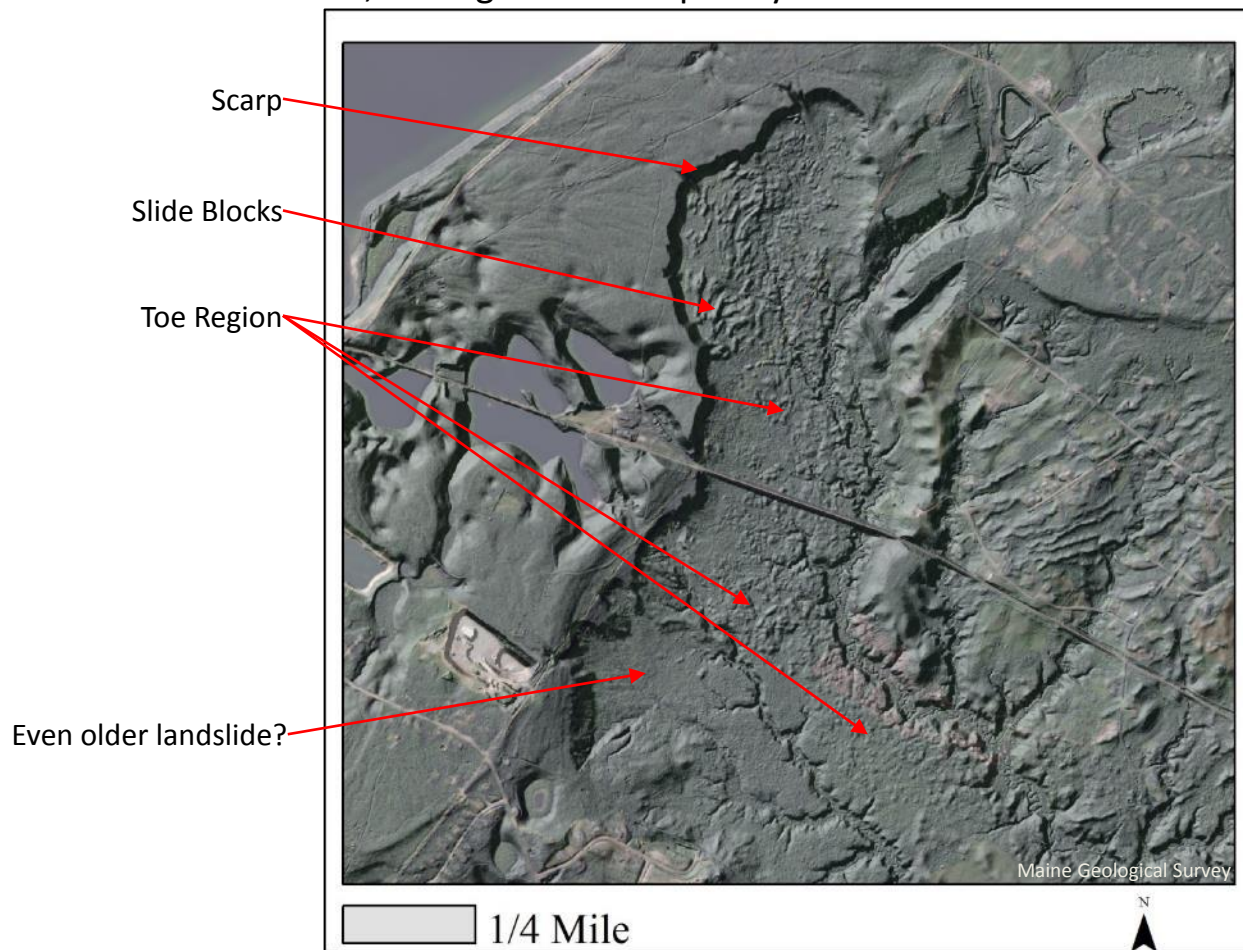 Scarp
Slide Blocks
Toe Region
Even older landslide?
Maine Geological Survey
1/4 Mile
N